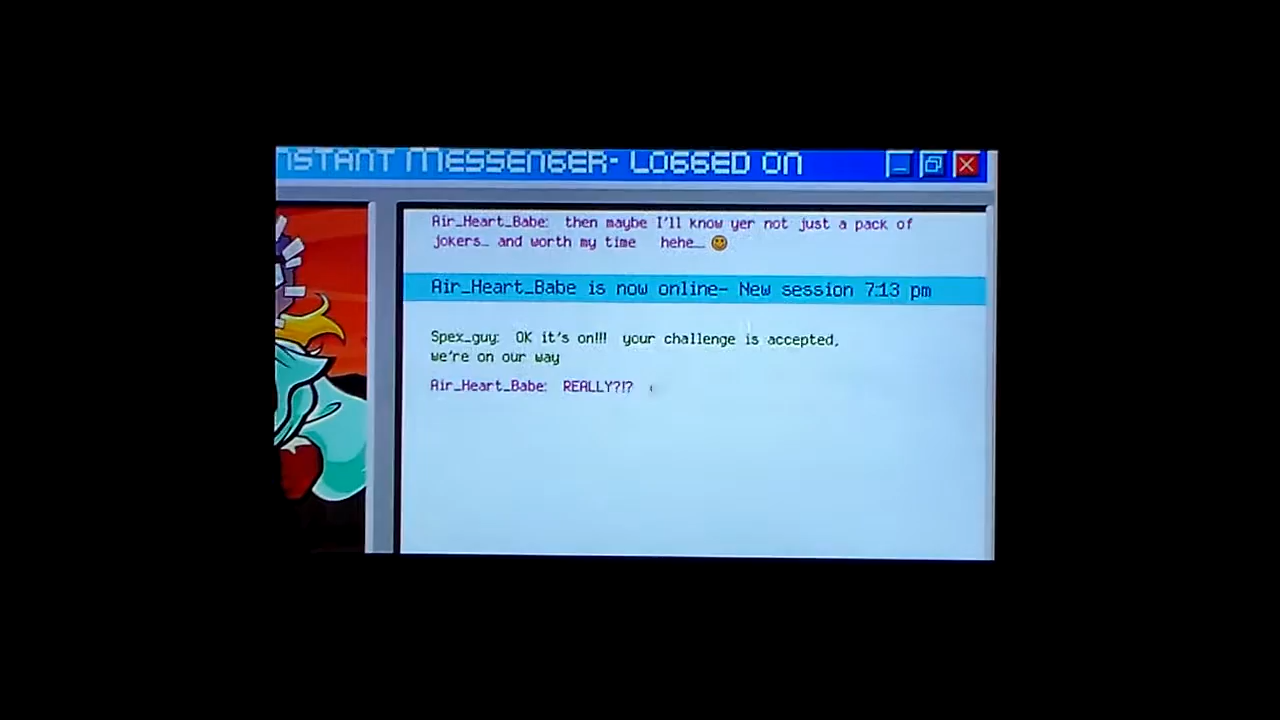 NSTANT MESSENGER- LOGGED ON
Air_Heart_Babe: then maybe I'll know yer not just a pack of
jokers... and worth my time hehe...
Air_Heart_Babe is now online- New session 7:13 pm
Spex_guy: OK it's on!!! your challenge is accepted,
we're on our way
Air_Heart_Babe: REALLY?!?